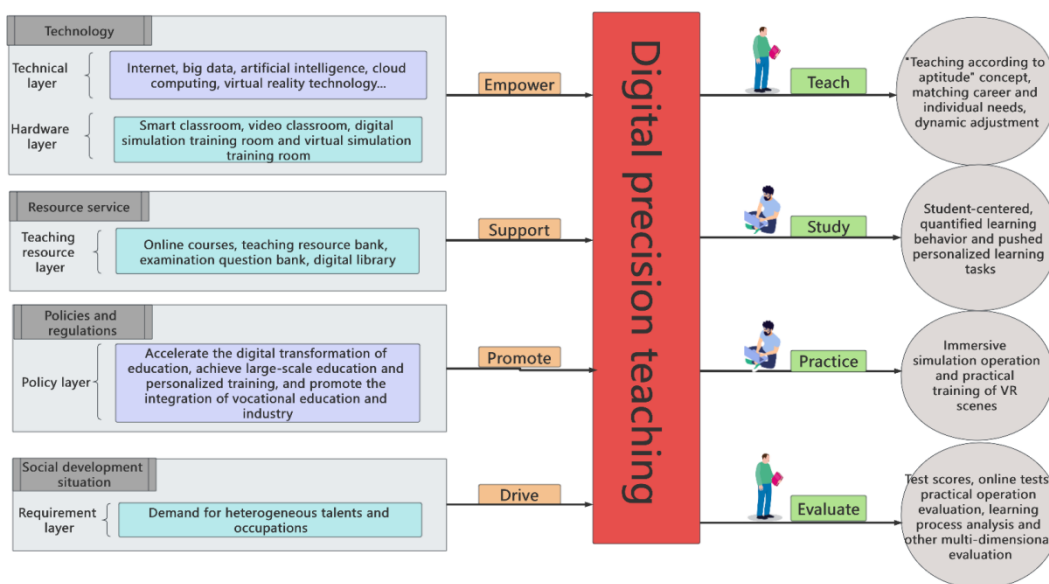 Technology
Technical
layer
Internet, big data, artificial intelligence, cloud
computing, virtual reality technology...
Hardware
layer
Smart classroom, video classroom, digital
simulation training room and virtual simulation
training room
Empower
Resource service
Teaching
resource
layer
Online courses, teaching resource bank,
examination question bank, digital library
Support
Policies and
regulations
Policy layer
Accelerate the digital transformation of
education, achieve large-scale education and
personalized training, and promote the
integration of vocational education and
industry
Promote
Social development
situation
Requirement
layer
Demand for heterogeneous talents and
occupations
Drive
Digital precision teaching
Teach
"Teaching according
to aptitude" concept,
matching career and
individual needs,
dynamic adjustment
Study
Student-centered,
quantified learning
behavior and pushed
personalized learning
tasks
Practice
Immersive
simulation operation
and practical
training of VR
scenes
Evaluate
Test scores, online tests
practical operation
evaluation, learning
process analysis and
other multi-dimensiona
evaluation